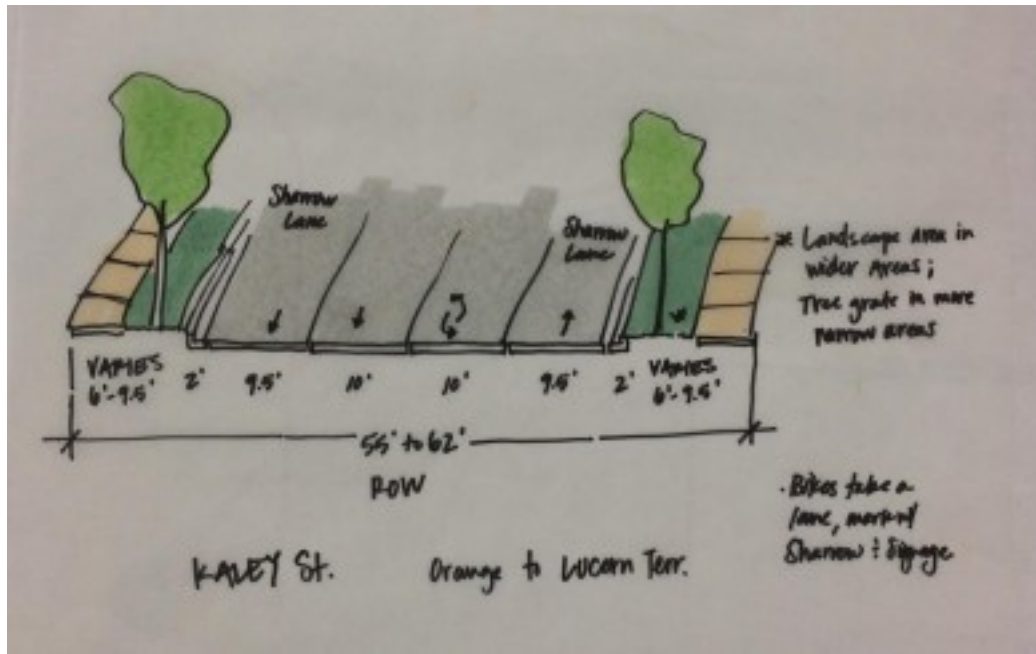 Sharrow
Lane
Sharrow
Lane
* Landscape area in
wider Areas;
Tree grate in more
narrow areas
VARIES
6'-9.5'
2'
9.5'
10'
10'
9.5'
2'
VARIES
6'-9.5'
55' to 62'
ROW
· Bikes take a
lane, mark w/
Sharrow + Signage
KALEY St.
Orange to Lucern Terr.